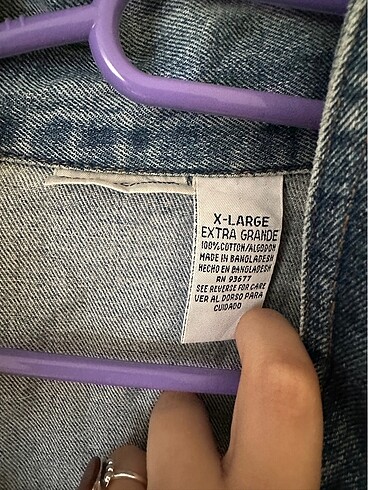 X-LARGE
EXTRA GRANDE
100% COTTON/ALGODON
MADE IN BANGLADESH
HECHO EN BANGLADESH
RN 93677
SEE REVERSE FOR CARE
VER AL DORSO PARA
CUIDADO